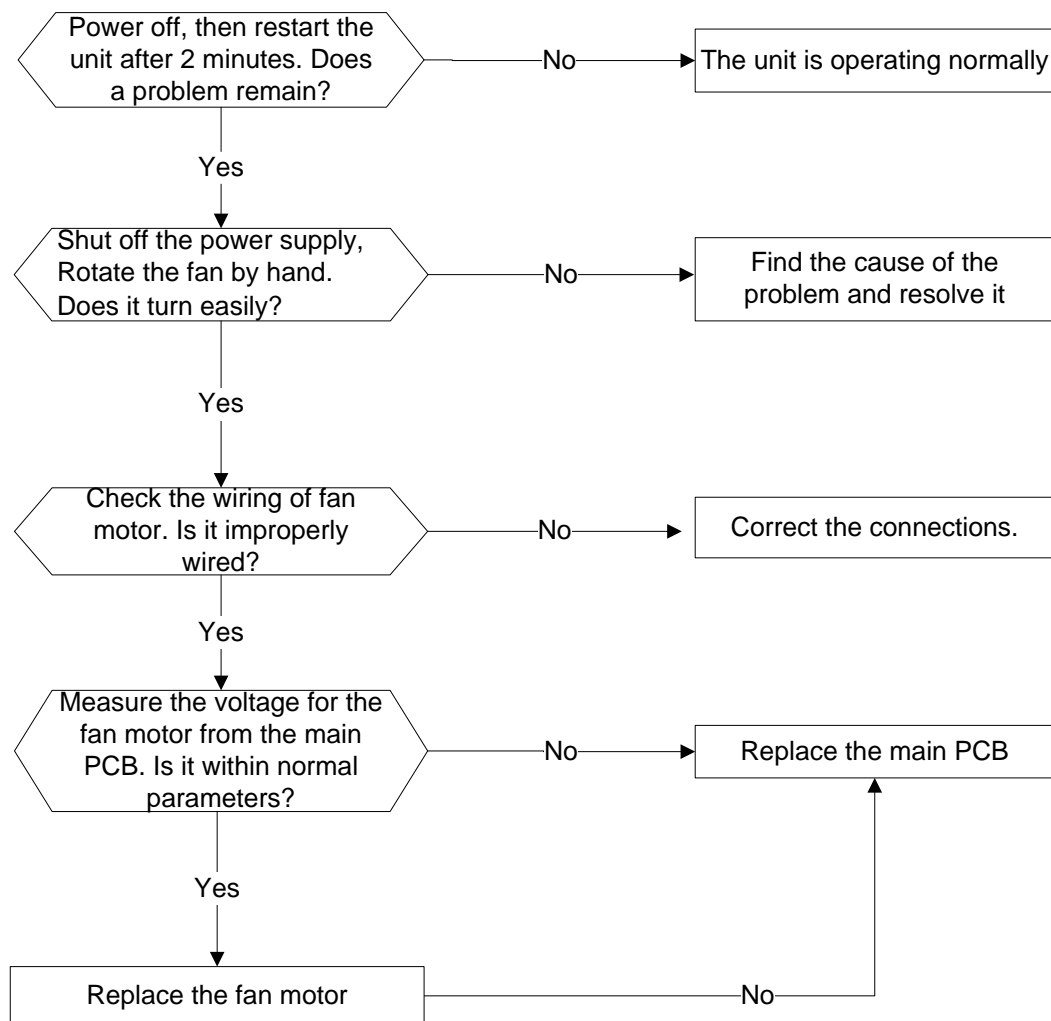 Power off, then restart the
unit after 2 minutes. Does
a problem remain?
No
The unit is operating normally
Yes
Shut off the power supply,
Rotate the fan by hand.
Does it turn easily?
No
Find the cause of the
problem and resolve it
Yes
Check the wiring of fan
motor. Is it improperly
wired?
No
Correct the connections.
Yes
Measure the voltage for the
fan motor from the main
PCB. Is it within normal
parameters?
No
Replace the main PCB
Yes
Replace the fan motor
No